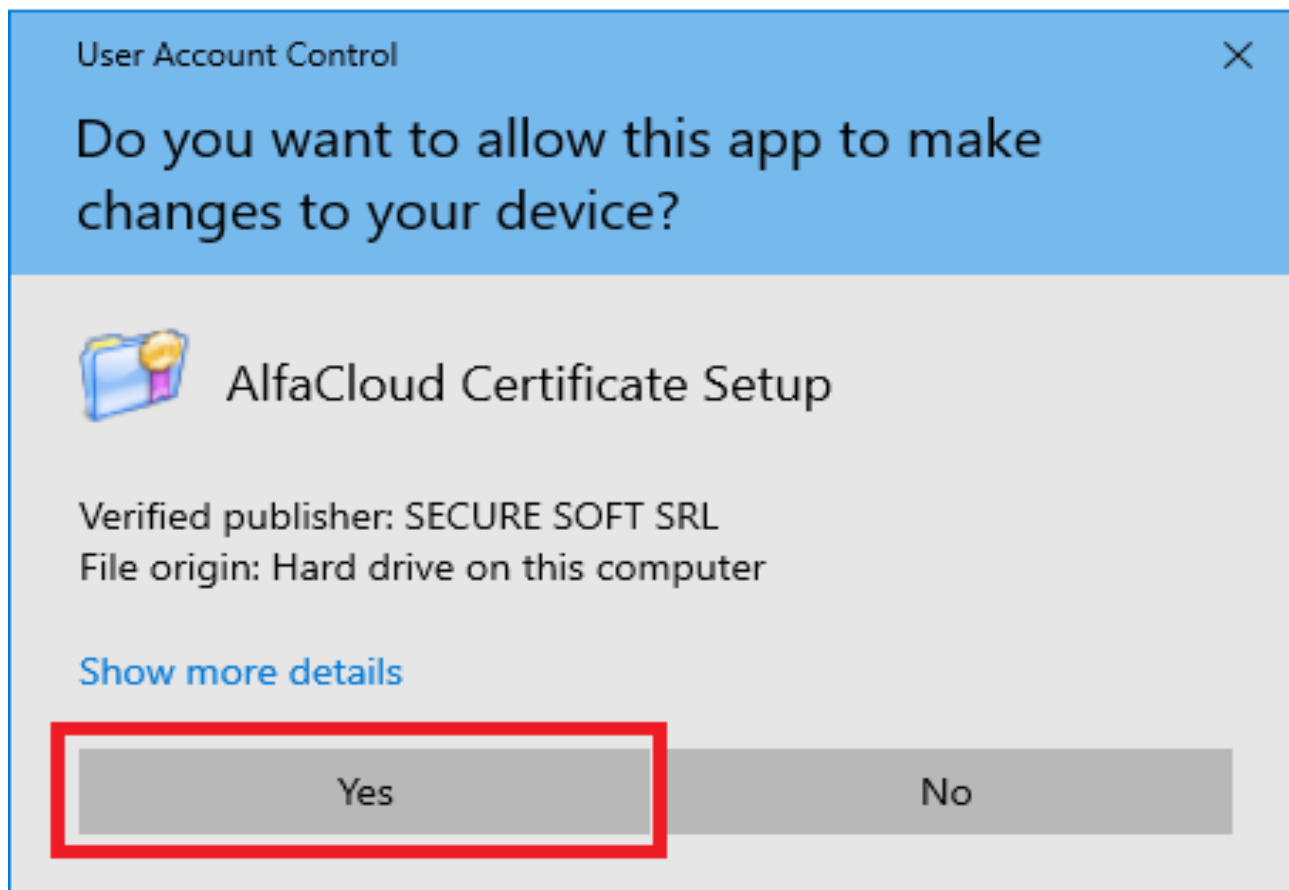 User Account Control
Do you want to allow this app to make
changes to your device?
AlfaCloud Certificate Setup
Verified publisher: SECURE SOFT SRL
File origin: Hard drive on this computer
Show more details
Yes
No